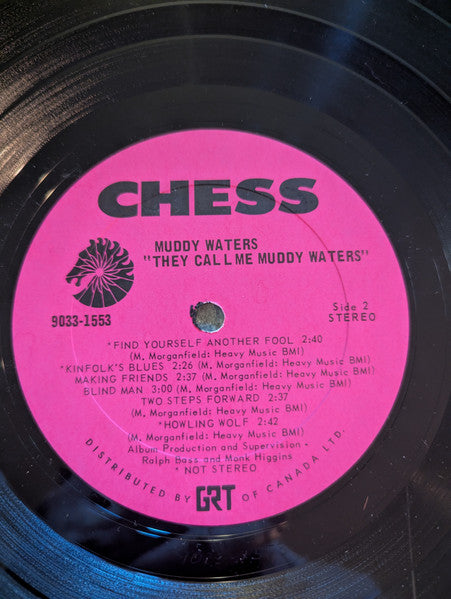 CHESS
MUDDY WATERS
"THEY CALL ME MUDDY WATERS"
9033-1553
Side 2
STEREO
*FIND YOURSELF ANOTHER FOOL 2:40
(M. Morganfield: Heavy Music BMI)
*KINFOLK'S BLUES 2:26 (M. Morganfield: Heavy Music BMI)
MAKING FRIENDS 2:37 (M. Morganfield: Heavy Music BMI)
BLIND MAN 3:00 (M. Morganfield: Heavy Music BMI)
TWO STEPS FORWARD 2:37
(M. Morganfield: Heavy Music BMI)
*HOWLING WOLF 2:42
(M. Morganfield: Heavy Music BMI)
Album Production and Supervision -
Ralph Bass and Monk Higgins
* NOT STEREO
DISTRIBUTED BY GRT OF CANADA LTD.